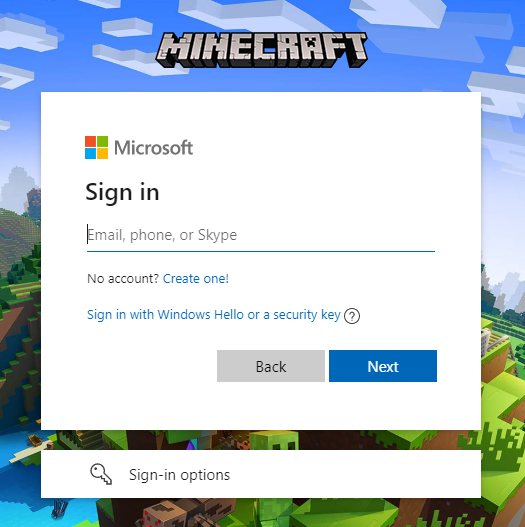 MINECRAFT
Microsoft
Sign in
Email, phone, or Skype
No account? Create one!
Sign in with Windows Hello or a security key ?
Back
Next
Sign-in options